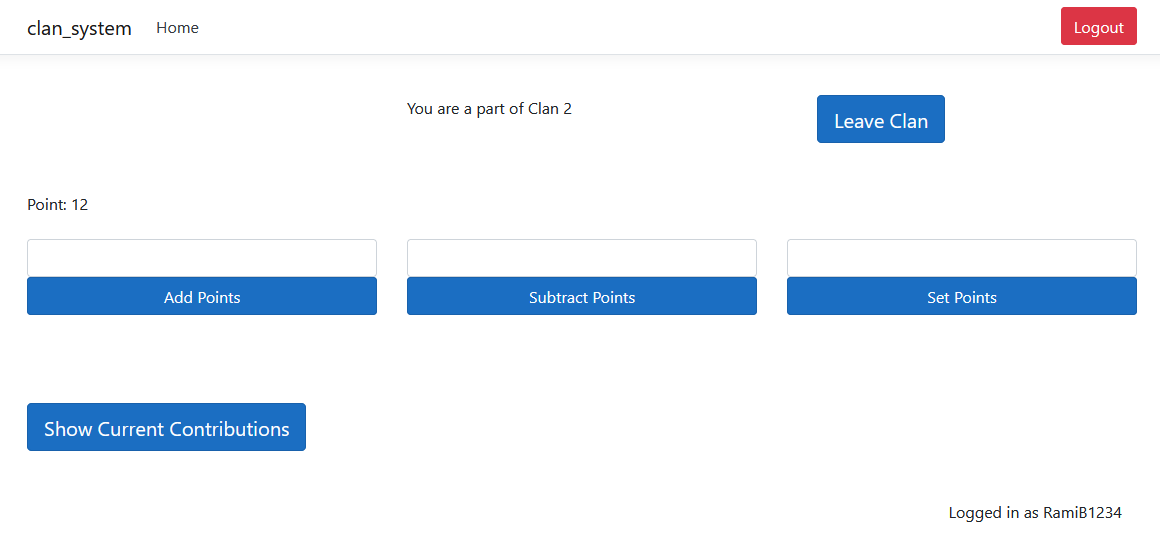 clan_system Home Logout
You are a part of Clan 2 Leave Clan
Point: 12
Add Points Subtract Points Set Points
Show Current Contributions
Logged in as RamiB1234